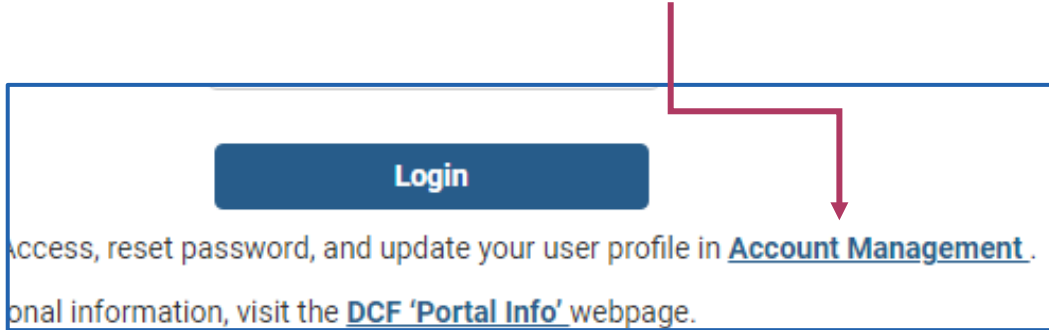 Login
Access, reset password, and update your user profile in Account Management .
onal information, visit the DCF ‘Portal Info’ webpage.